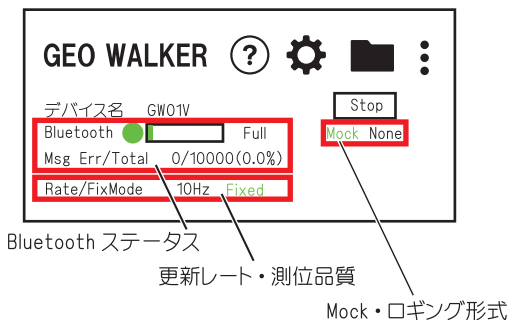 GEO WALKER ?
デバイス名 GW01V Stop
Bluetooth Full Mock None
Msg Err/Total 0/10000(0.0%)
Rate/FixMode 10Hz Fixed
Bluetooth ステータス
更新レート・測位品質
Mock・ロギング形式